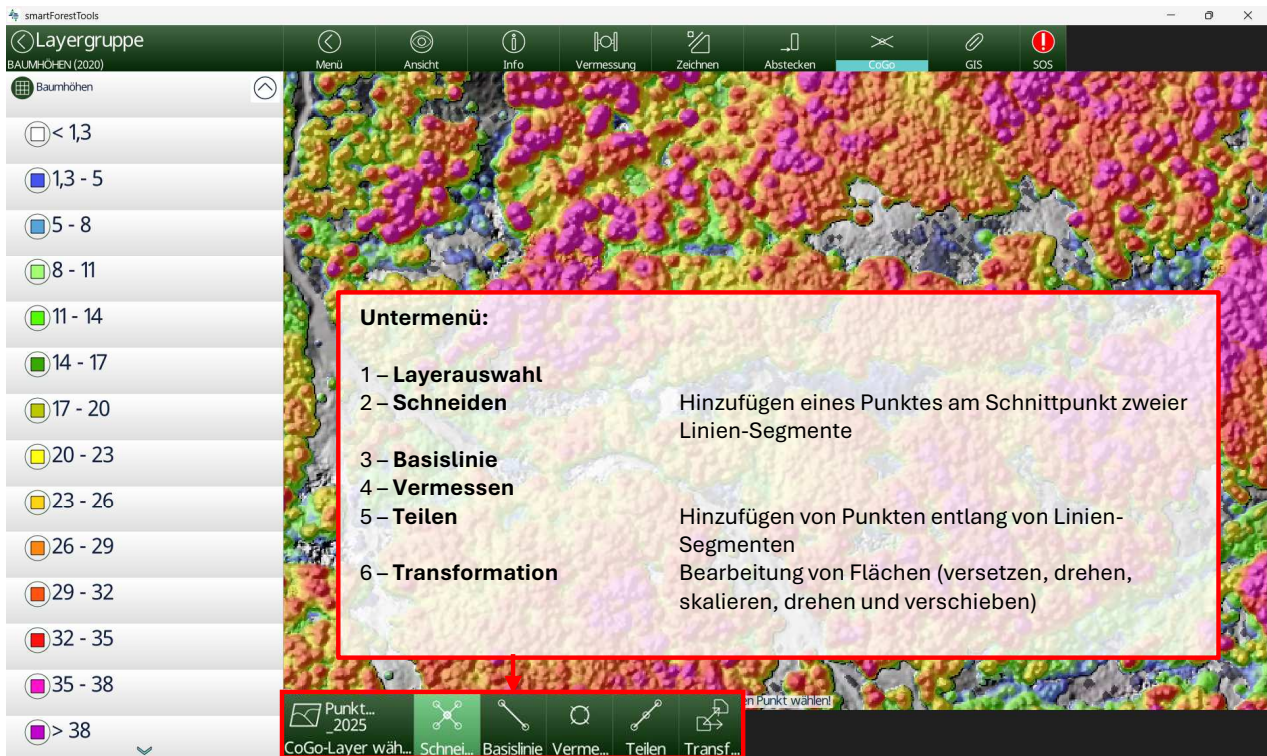 smartForestTools
Layergruppe
BAUMHÖHEN (2020)
Menü
Ansicht
Info
Vermessung
Zeichnen
Abstecken
CoGo
GIS
SOS
Baumhöhen
< 1,3
1,3 - 5
5 - 8
8 - 11
11 - 14
14 - 17
17 - 20
20 - 23
23 - 26
26 - 29
29 - 32
32 - 35
35 - 38
> 38
Untermenü:
1 – Layerauswahl
2 – Schneiden Hinzufügen eines Punktes am Schnittpunkt zweier
Linien-Segmente
3 – Basislinie
4 – Vermessen
5 – Teilen Hinzufügen von Punkten entlang von Linien-
Segmenten
6 – Transformation Bearbeitung von Flächen (versetzen, drehen,
skalieren, drehen und verschieben)
en Punkt wählen!
Punkt...
_2025
CoGo-Layer wäh...
Schnei...
Basislinie
Verme...
Teilen
Transf...